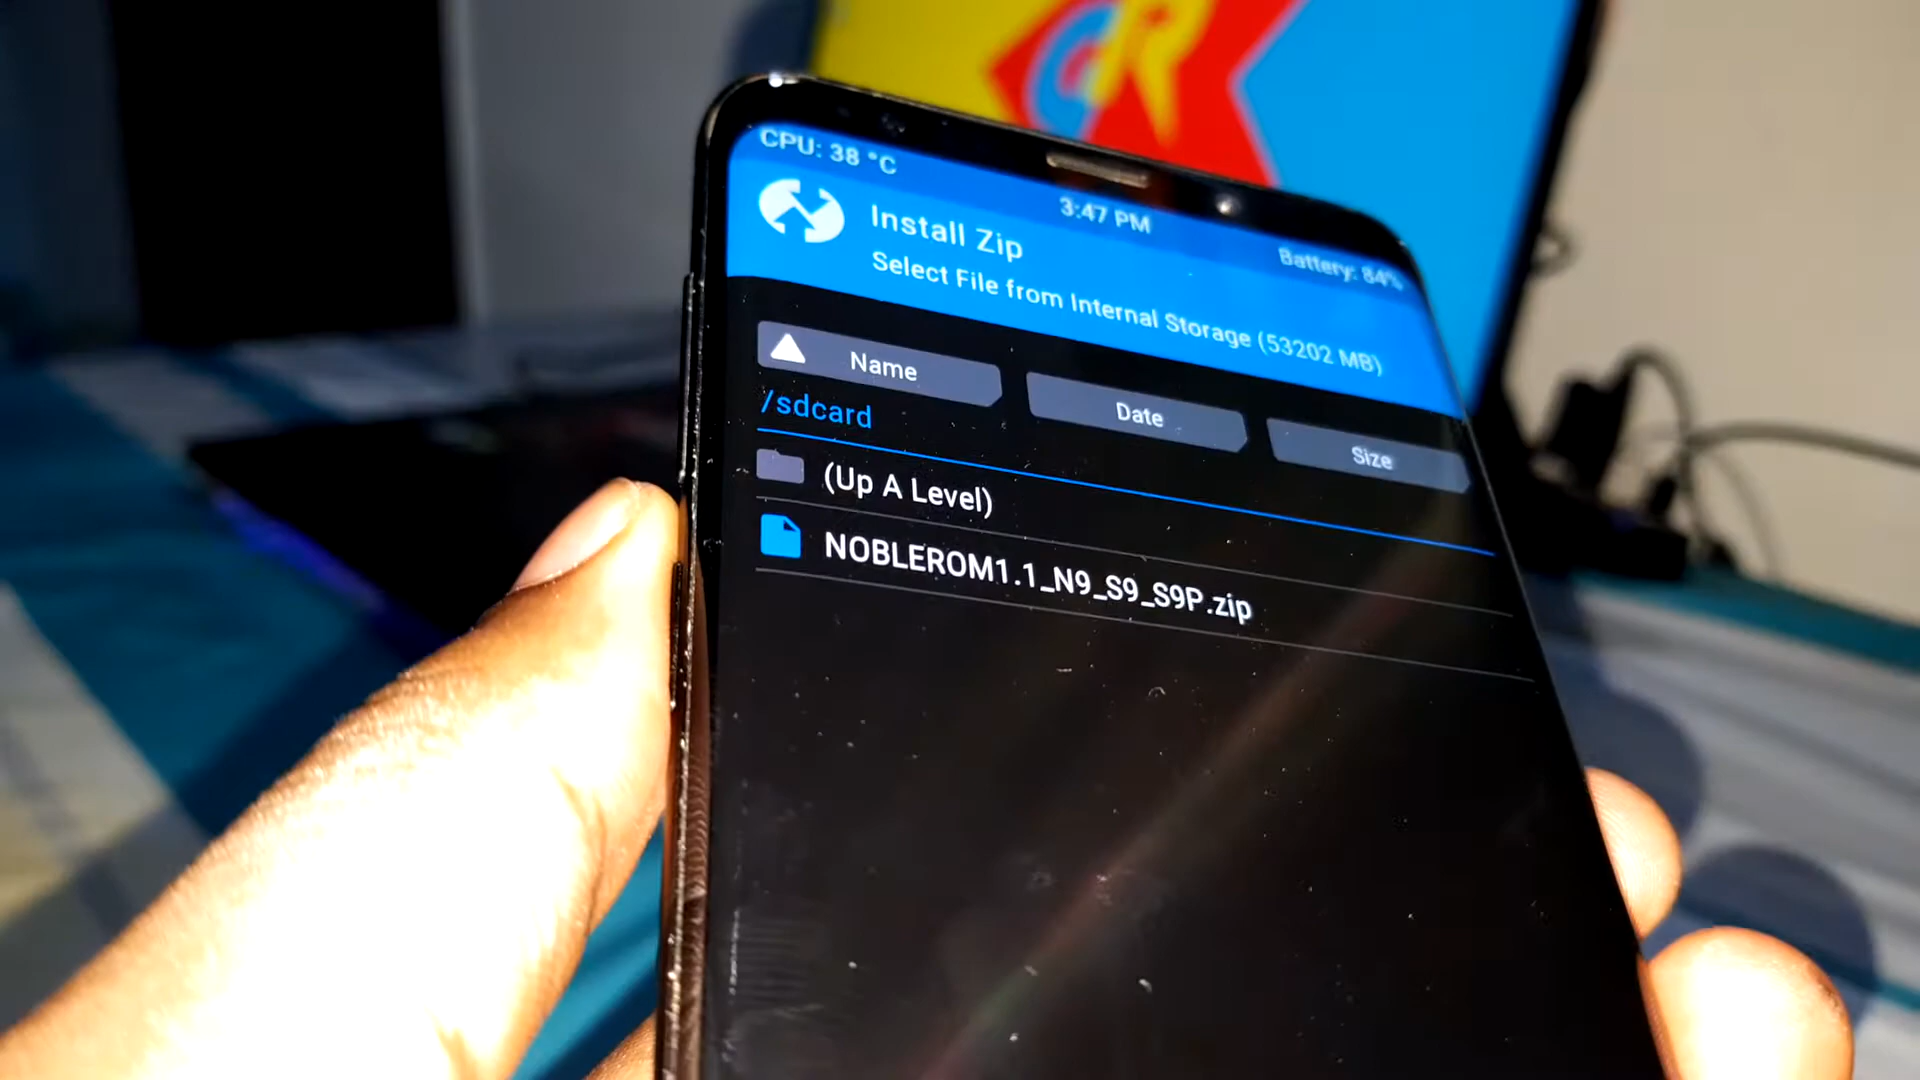 CPU: 38 °C
3:47 PM
Battery: 84%
Install Zip
Select File from Internal Storage (53202 MB)
Name
Date
Size
/sdcard
(Up A Level)
NOBLEROM1.1_N9_S9_S9P.zip